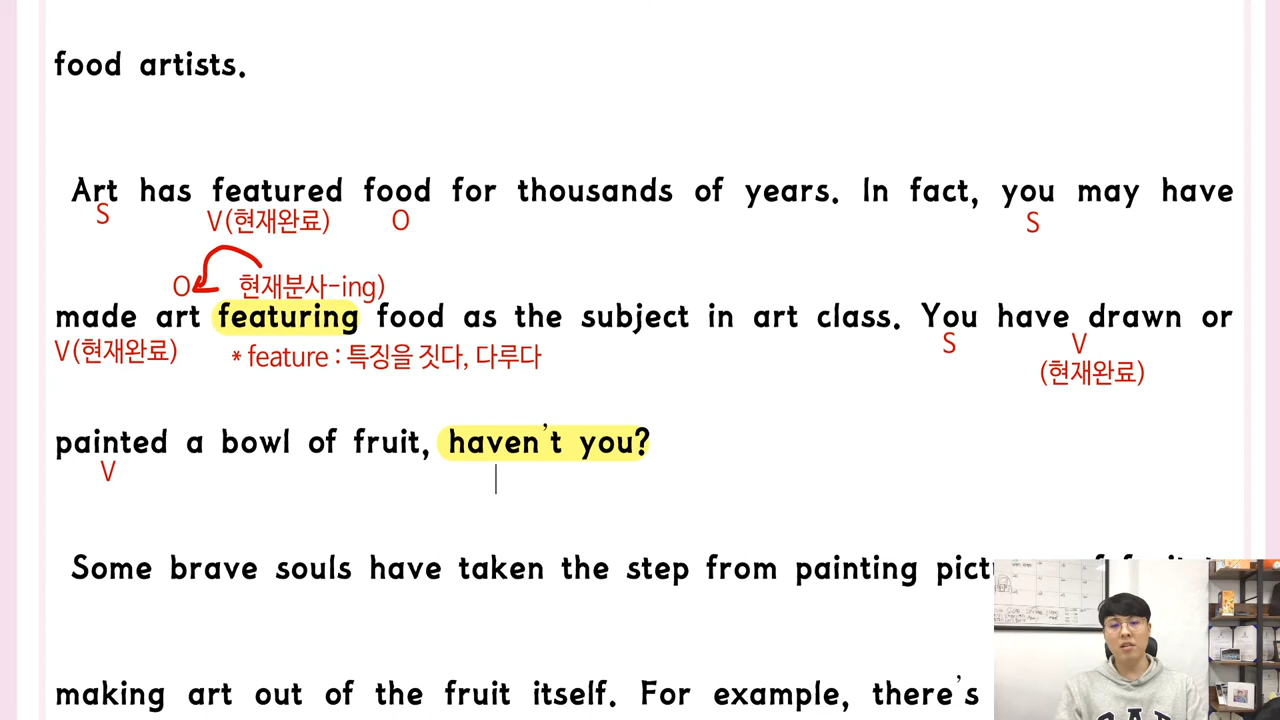 food artists.
Art has featured food for thousands of years. In fact, you may have
S V(현재완료) O S
O 현재분사-ing)
made art featuring food as the subject in art class. You have drawn or
V(현재완료) * feature : 특징을 짓다, 다루다 S V
(현재완료)
painted a bowl of fruit, haven't you?
V
Some brave souls have taken the step from painting
making art out of the fruit itself. For example, there's